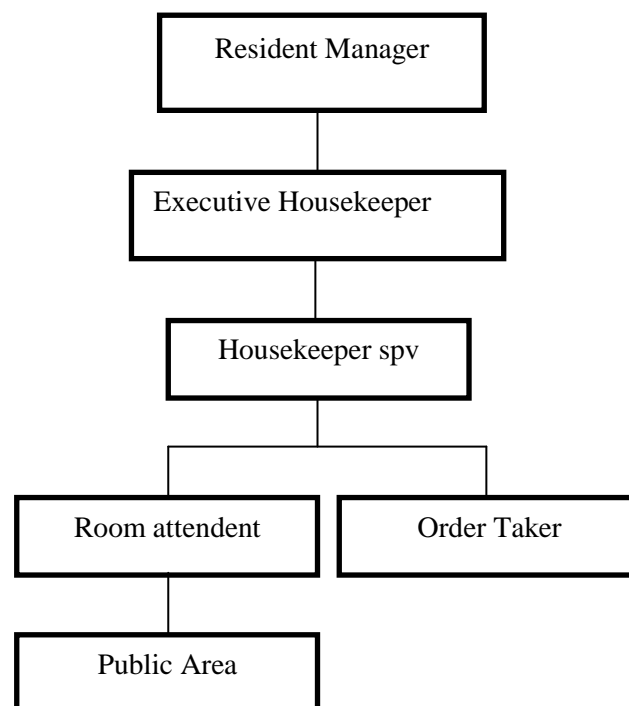 Resident Manager
Executive Housekeeper
Housekeeper spv
Room attendent
Order Taker
Public Area